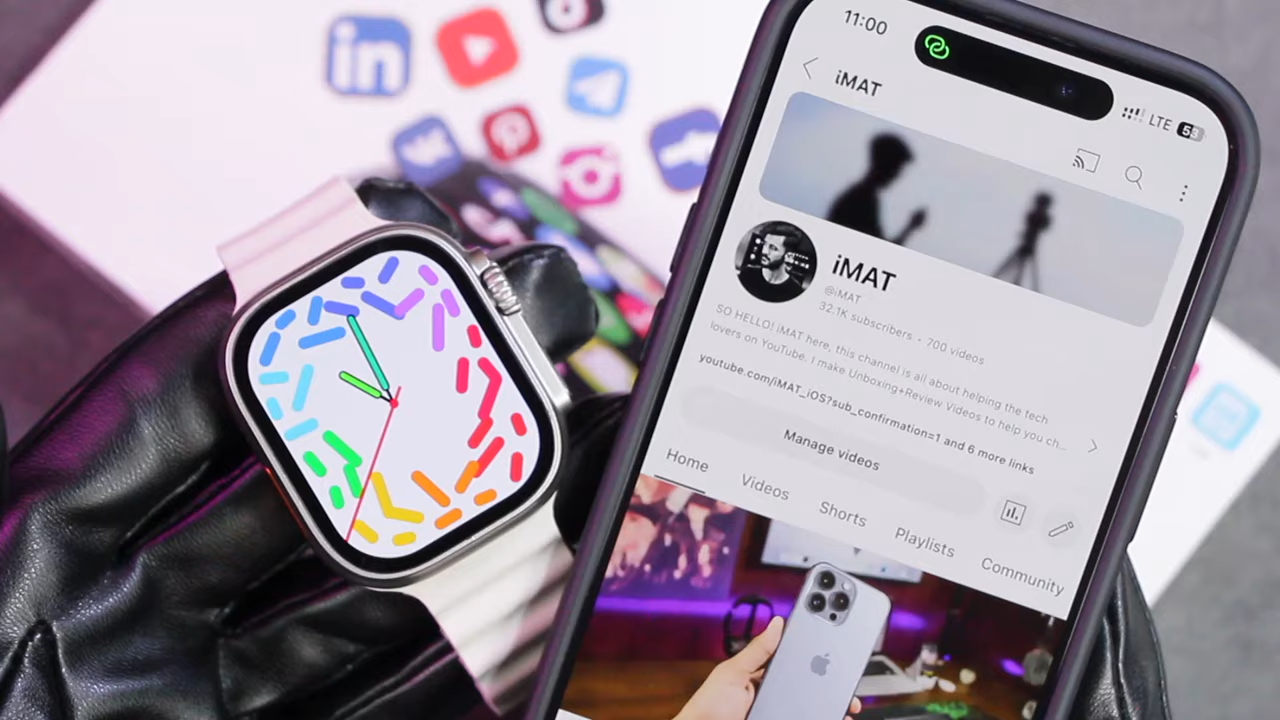 in
11:00
LTE
53
iMAT
iMAT
@iMAT
32.1K subscribers · 700 videos
SO HELLO! iMAT here, this channel is all about helping the tech
lovers on YouTube. I make Unboxing+Review Videos to help you ch...
youtube.com/iMAT_iOS?sub_confirmation=1 and 6 more links
Manage videos
Home
Videos
Shorts
Playlists
Community